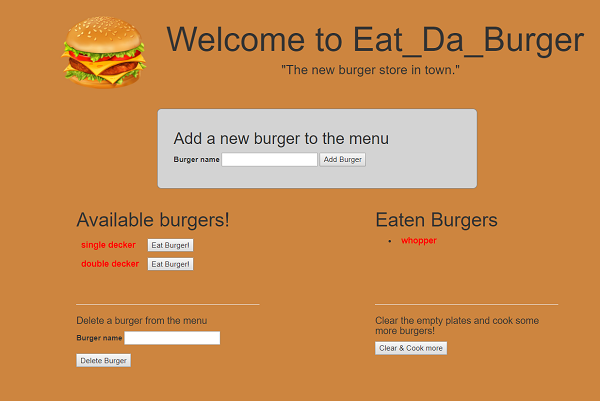 Welcome to Eat_Da_Burger
"The new burger store in town."
Add a new burger to the menu
Burger name Add Burger
Available burgers!
single decker Eat Burger!
double decker Eat Burger!
Eaten Burgers
whopper
Delete a burger from the menu
Burger name
Delete Burger
Clear the empty plates and cook some
more burgers!
Clear & Cook more